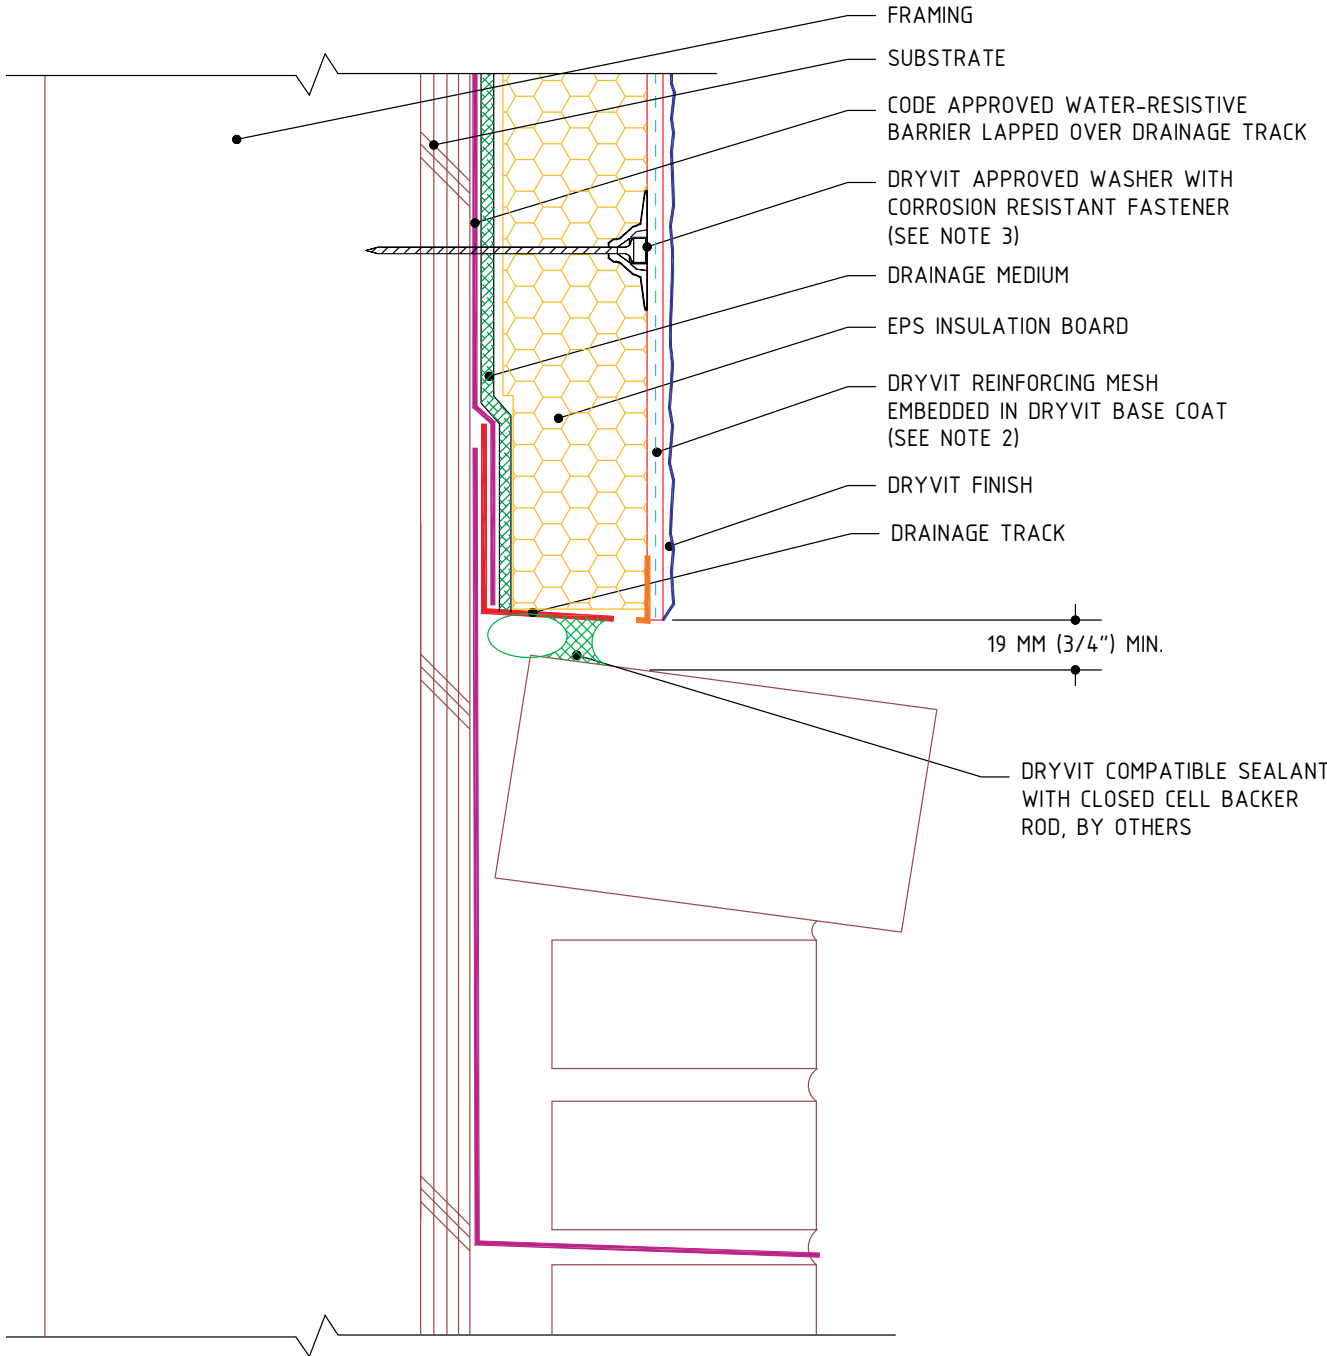 FRAMING
SUBSTRATE
CODE APPROVED WATER-RESISTIVE
BARRIER LAPPED OVER DRAINAGE TRACK
DRYVIT APPROVED WASHER WITH
CORROSION RESISTANT FASTENER
(SEE NOTE 3)
DRAINAGE MEDIUM
EPS INSULATION BOARD
DRYVIT REINFORCING MESH
EMBEDDED IN DRYVIT BASE COAT
(SEE NOTE 2)
DRYVIT FINISH
DRAINAGE TRACK
19 MM (3/4") MIN.
DRYVIT COMPATIBLE SEALANT
WITH CLOSED CELL BACKER
ROD, BY OTHERS